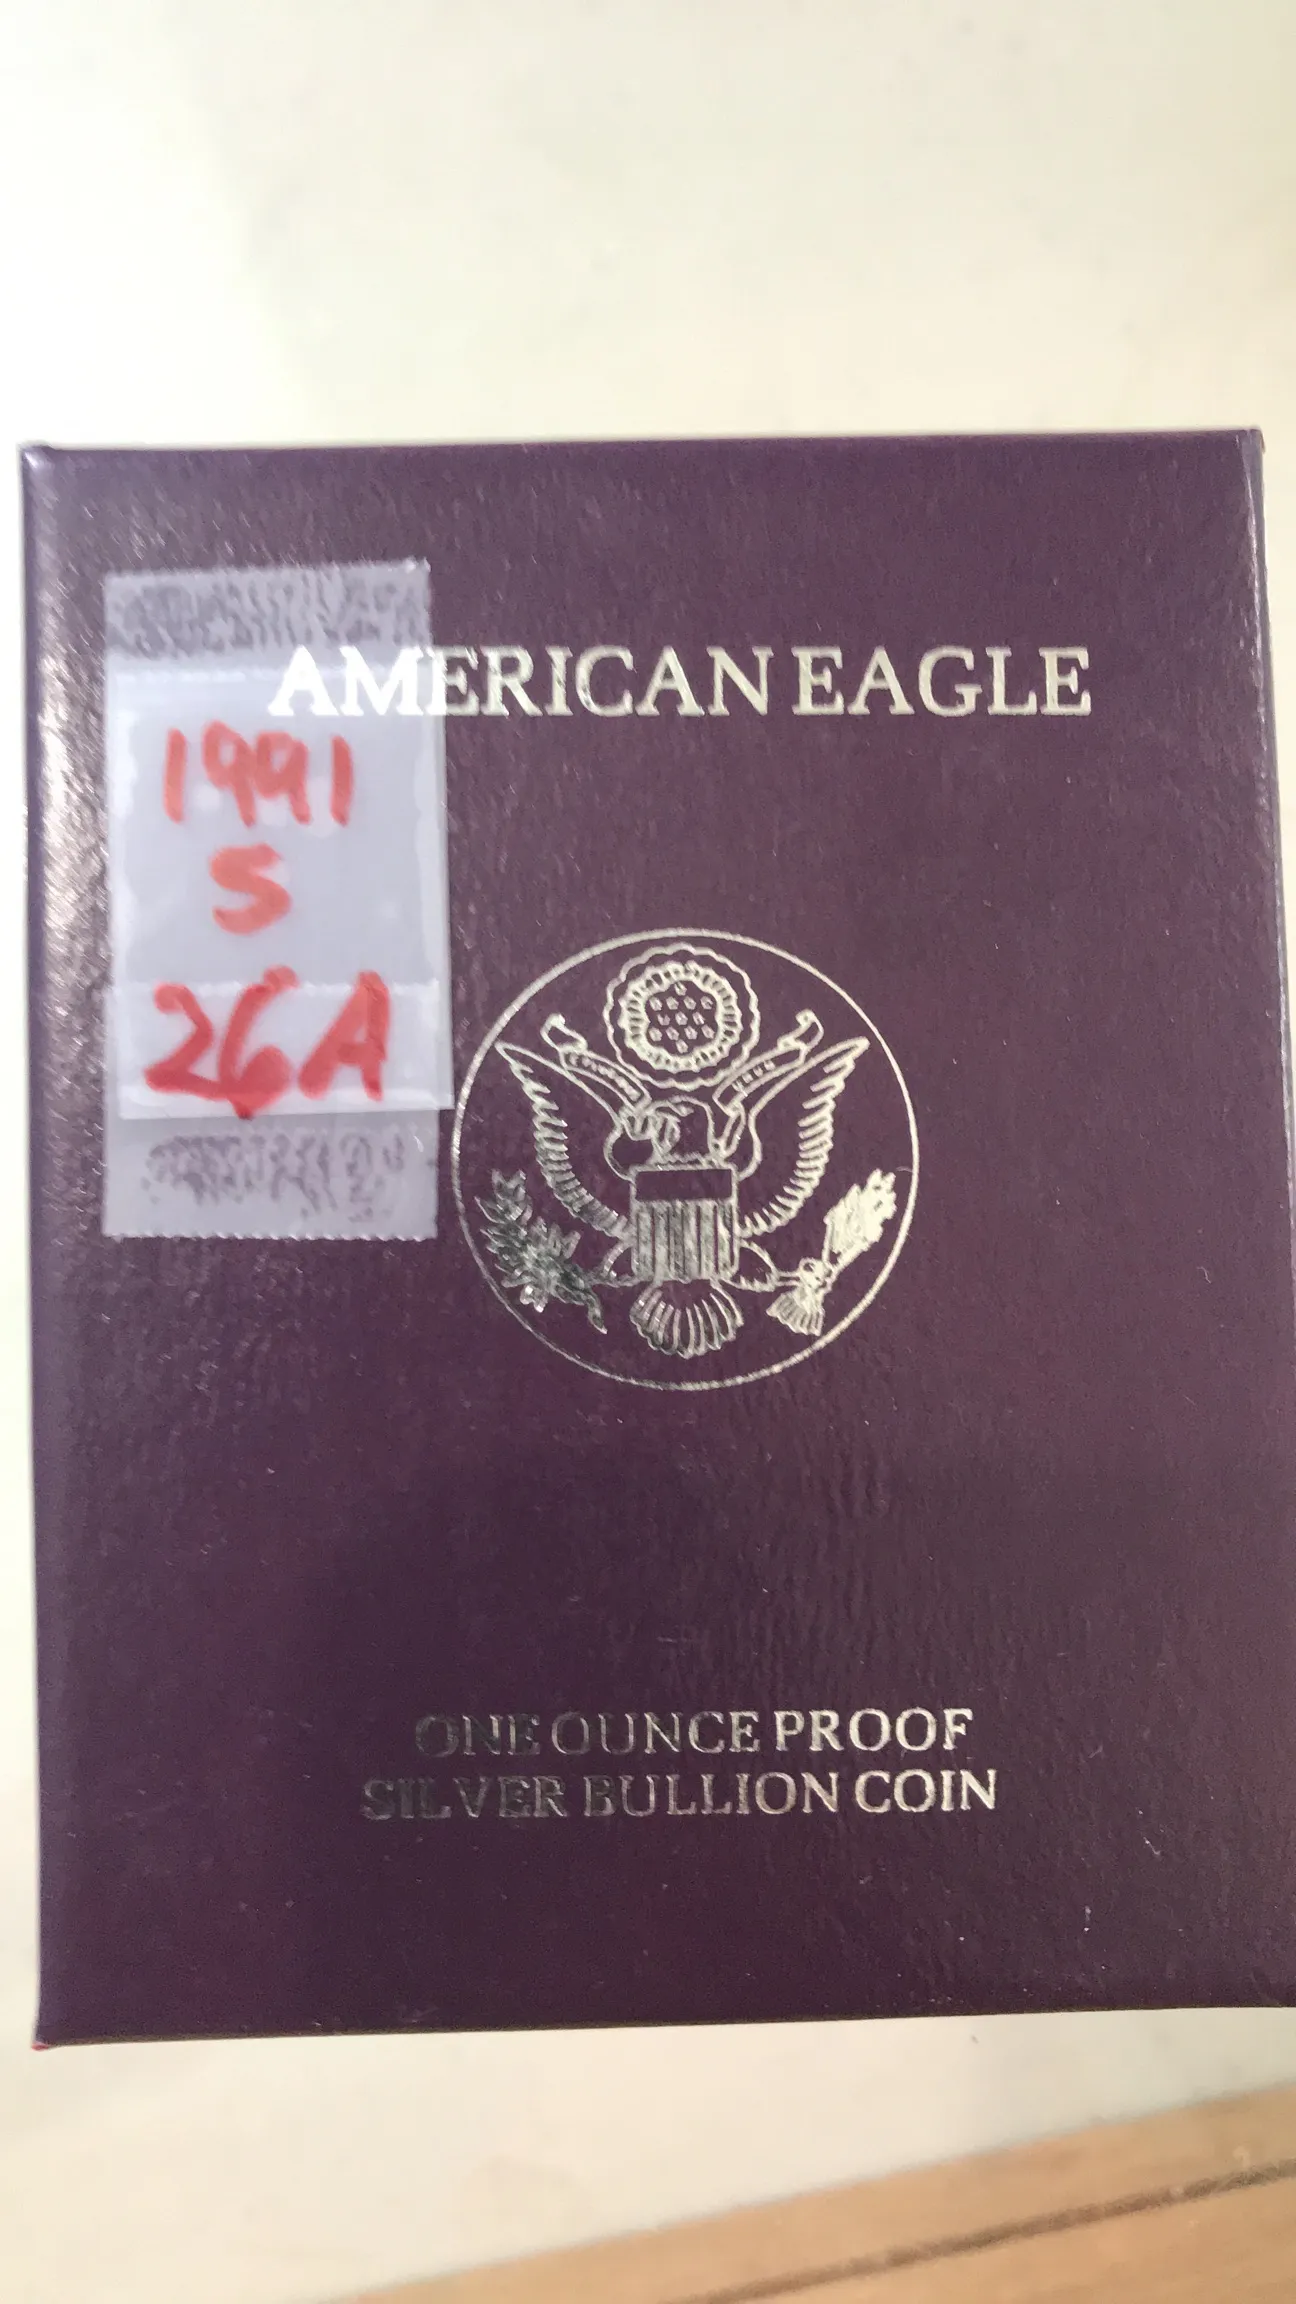 AMERICAN EAGLE
1991
S
26A
ONE OUNCE PROOF
SILVER BULLION COIN